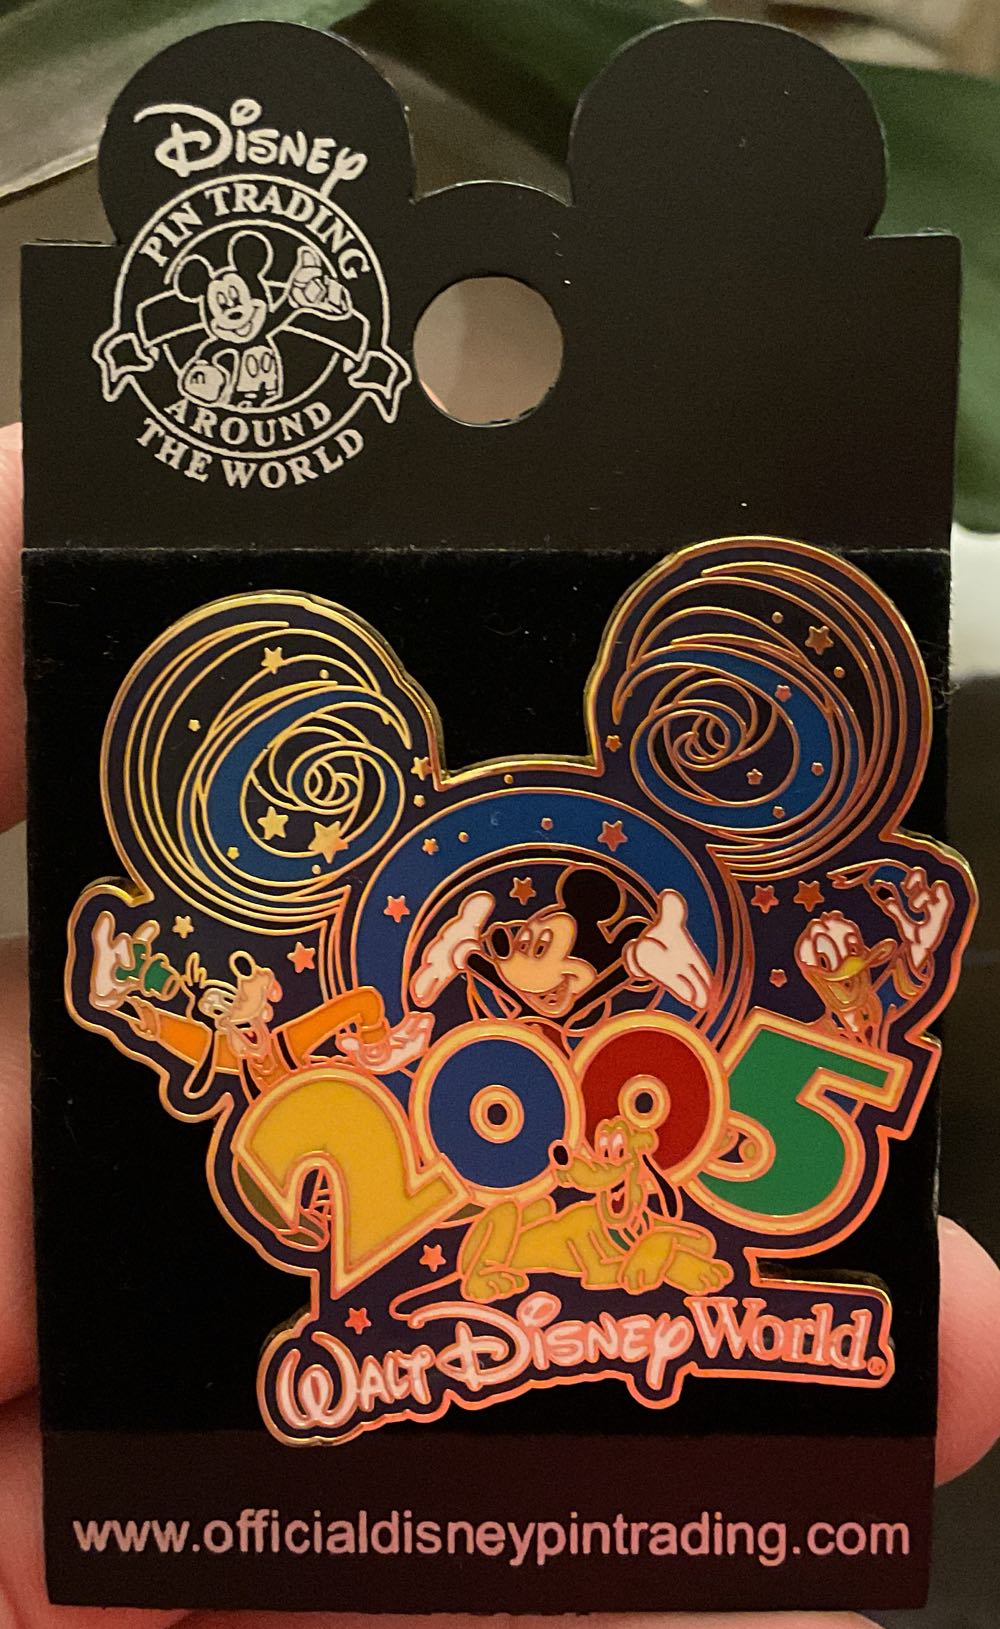 Disney
PIN TRADING
AROUND
THE WORLD
2005
Walt Disney World®
www.officialdisneypintrading.com